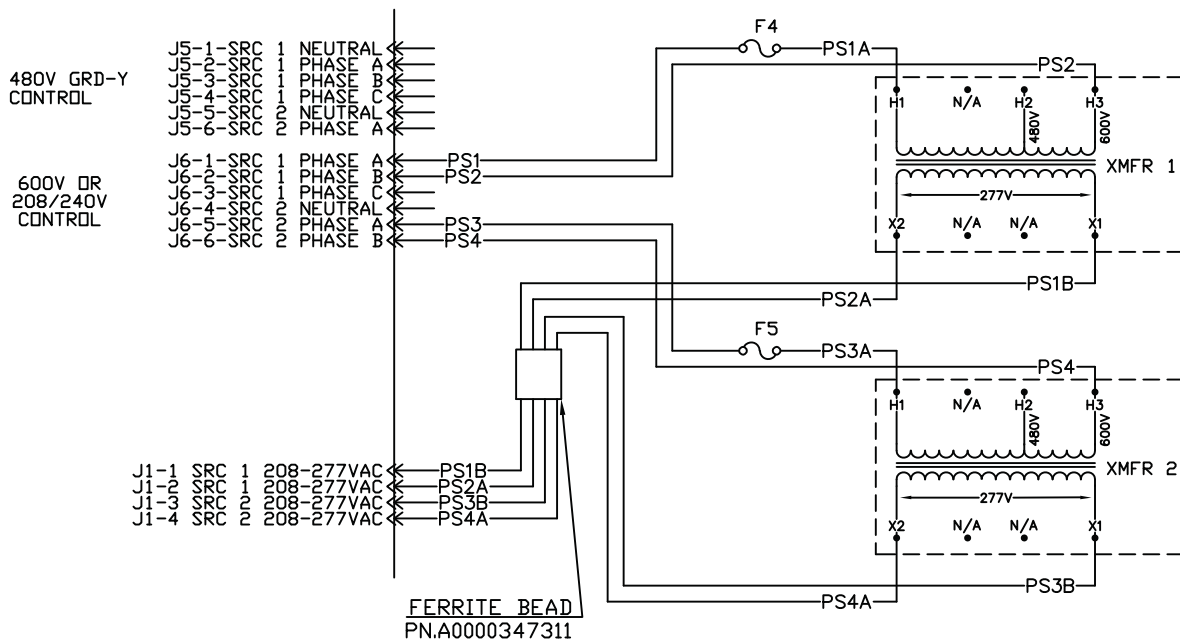 480V GRD-Y
CONTROL
J5-1-SRC 1 NEUTRAL
J5-2-SRC 1 PHASE A
J5-3-SRC 1 PHASE B
J5-4-SRC 1 PHASE C
J5-5-SRC 2 NEUTRAL
J5-6-SRC 2 PHASE A
600V OR
208/240V
CONTROL
J6-1-SRC 1 PHASE A
J6-2-SRC 1 PHASE B
J6-3-SRC 1 PHASE C
J6-4-SRC 2 NEUTRAL
J6-5-SRC 2 PHASE A
J6-6-SRC 2 PHASE B
PS1
PS2
PS3
PS4
F4
PS1A
PS2
H1
N/A
H2
H3
480V
600V
XMFR 1
277V
X2
N/A
N/A
X1
PS1B
PS2A
F5
PS3A
PS4
H1
N/A
H2
H3
480V
600V
XMFR 2
277V
X2
N/A
N/A
X1
PS3B
PS4A
J1-1 SRC 1 208-277VAC
J1-2 SRC 1 208-277VAC
J1-3 SRC 2 208-277VAC
J1-4 SRC 2 208-277VAC
PS1B
PS2A
PS3B
PS4A
FERRITE BEAD
PN.A0000347311